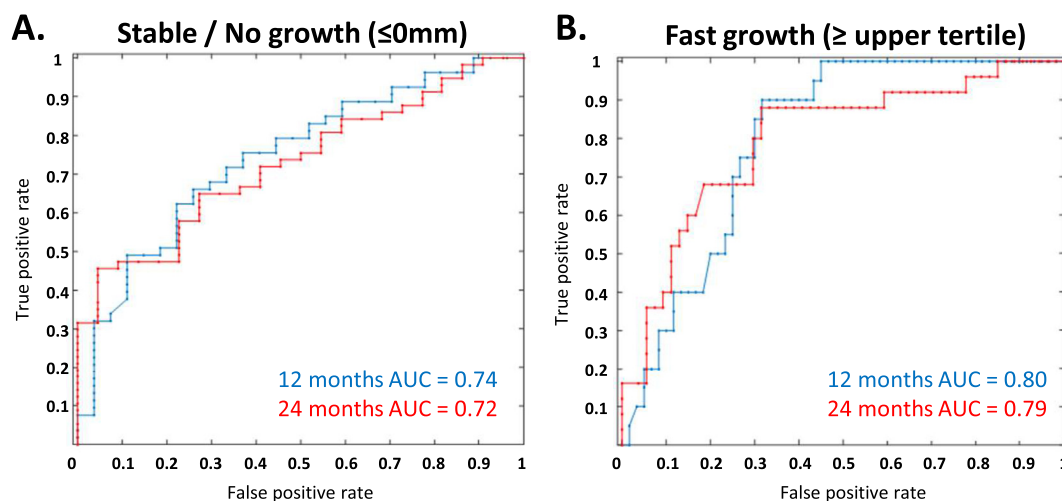 A.
Stable / No growth (≤0mm)
1
0.9
0.8
0.7
0.6
0.5
0.4
0.3
0.2
0.1
True positive rate
12 months AUC = 0.74
24 months AUC = 0.72
0 0.1 0.2 0.3 0.4 0.5 0.6 0.7 0.8 0.9 1
False positive rate
B.
Fast growth (≥ upper tertile)
1
0.9
0.8
0.7
0.6
0.5
0.4
0.3
0.2
0.1
True positive rate
12 months AUC = 0.80
24 months AUC = 0.79
0 0.1 0.2 0.3 0.4 0.5 0.6 0.7 0.8 0.9 1
False positive rate